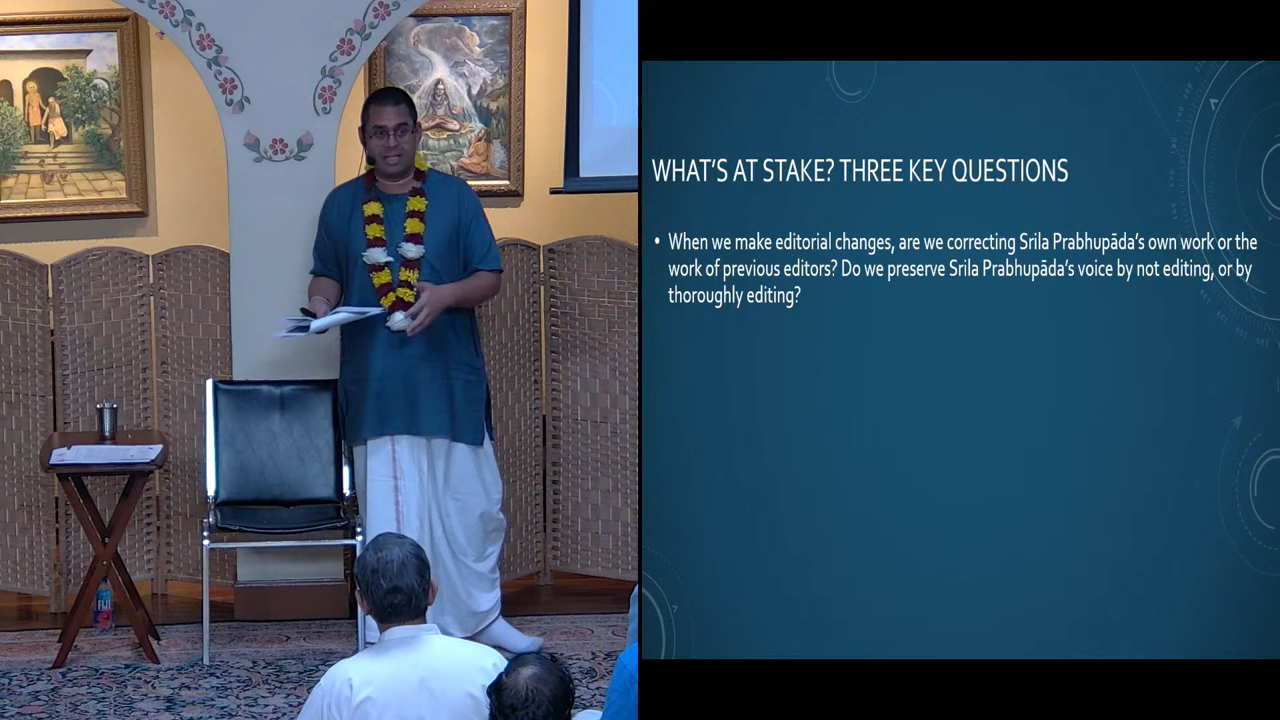 WHAT'S AT STAKE? THREE KEY QUESTIONS
• When we make editorial changes, are we correcting Srila Prabhupāda's own work or the
work of previous editors? Do we preserve Srila Prabhupāda's voice by not editing, or by
thoroughly editing?
FIJI